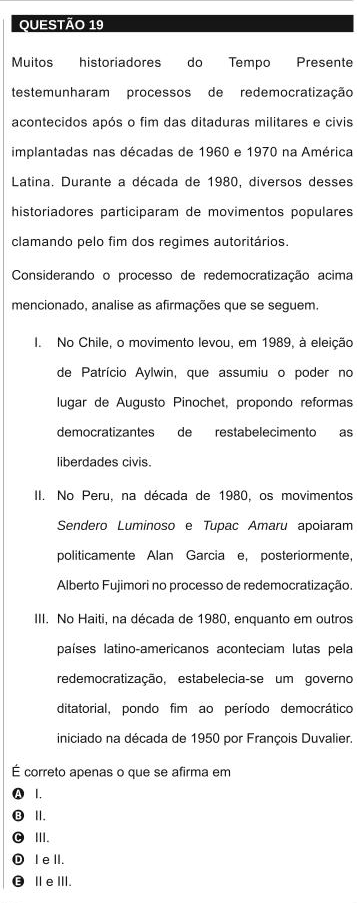 QUESTÃO 19
Muitos historiadores do Tempo Presente
testemunharam processos de redemocratização
acontecidos após o fim das ditaduras militares e civis
implantadas nas décadas de 1960 e 1970 na América
Latina. Durante a década de 1980, diversos desses
historiadores participaram de movimentos populares
clamando pelo fim dos regimes autoritários.
Considerando o processo de redemocratização acima
mencionado, analise as afirmações que se seguem.
I. No Chile, o movimento levou, em 1989, à eleição
de Patrício Aylwin, que assumiu o poder no
lugar de Augusto Pinochet, propondo reformas
democratizantes de restabelecimento as
liberdades civis.
II. No Peru, na década de 1980, os movimentos
Sendero Luminoso e Tupac Amaru apoiaram
politicamente Alan Garcia e, posteriormente,
Alberto Fujimori no processo de redemocratização.
III. No Haiti, na década de 1980, enquanto em outros
países latino-americanos aconteciam lutas pela
redemocratização, estabelecia-se um governo
ditatorial, pondo fim ao período democrático
iniciado na década de 1950 por François Duvalier.
É correto apenas o que se afirma em
A I.
B II.
C III.
D I e II.
E II e III.